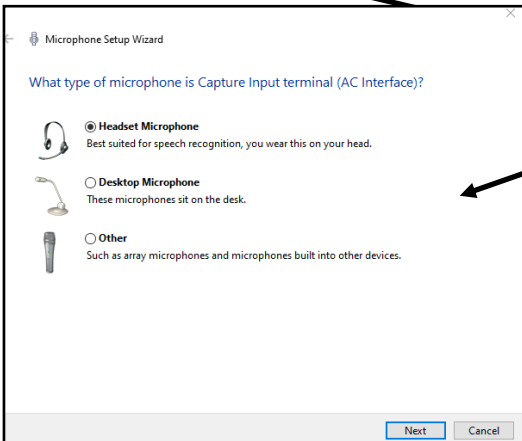 Microphone Setup Wizard
What type of microphone is Capture Input terminal (AC Interface)?
Headset Microphone
Best suited for speech recognition, you wear this on your head.
Desktop Microphone
These microphones sit on the desk.
Other
Such as array microphones and microphones built into other devices.
Next Cancel